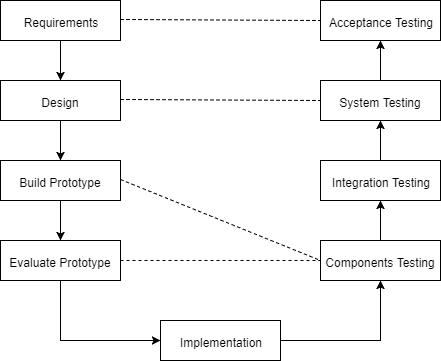 Requirements
Acceptance Testing
Design
System Testing
Build Prototype
Integration Testing
Evaluate Prototype
Components Testing
Implementation